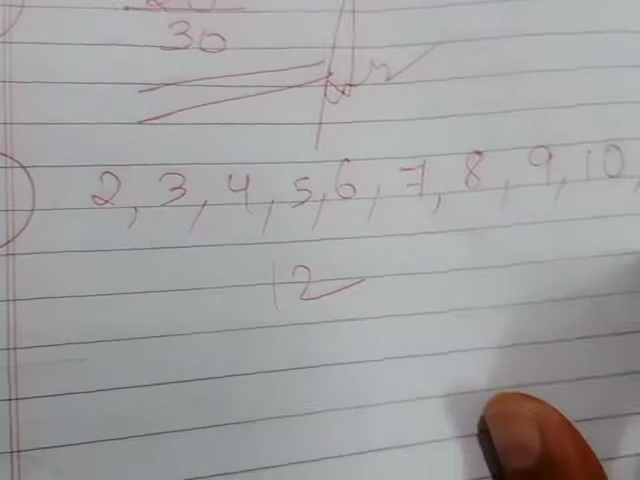 30
2, 3, 4, 5, 6, 7, 8, 9, 10,
12